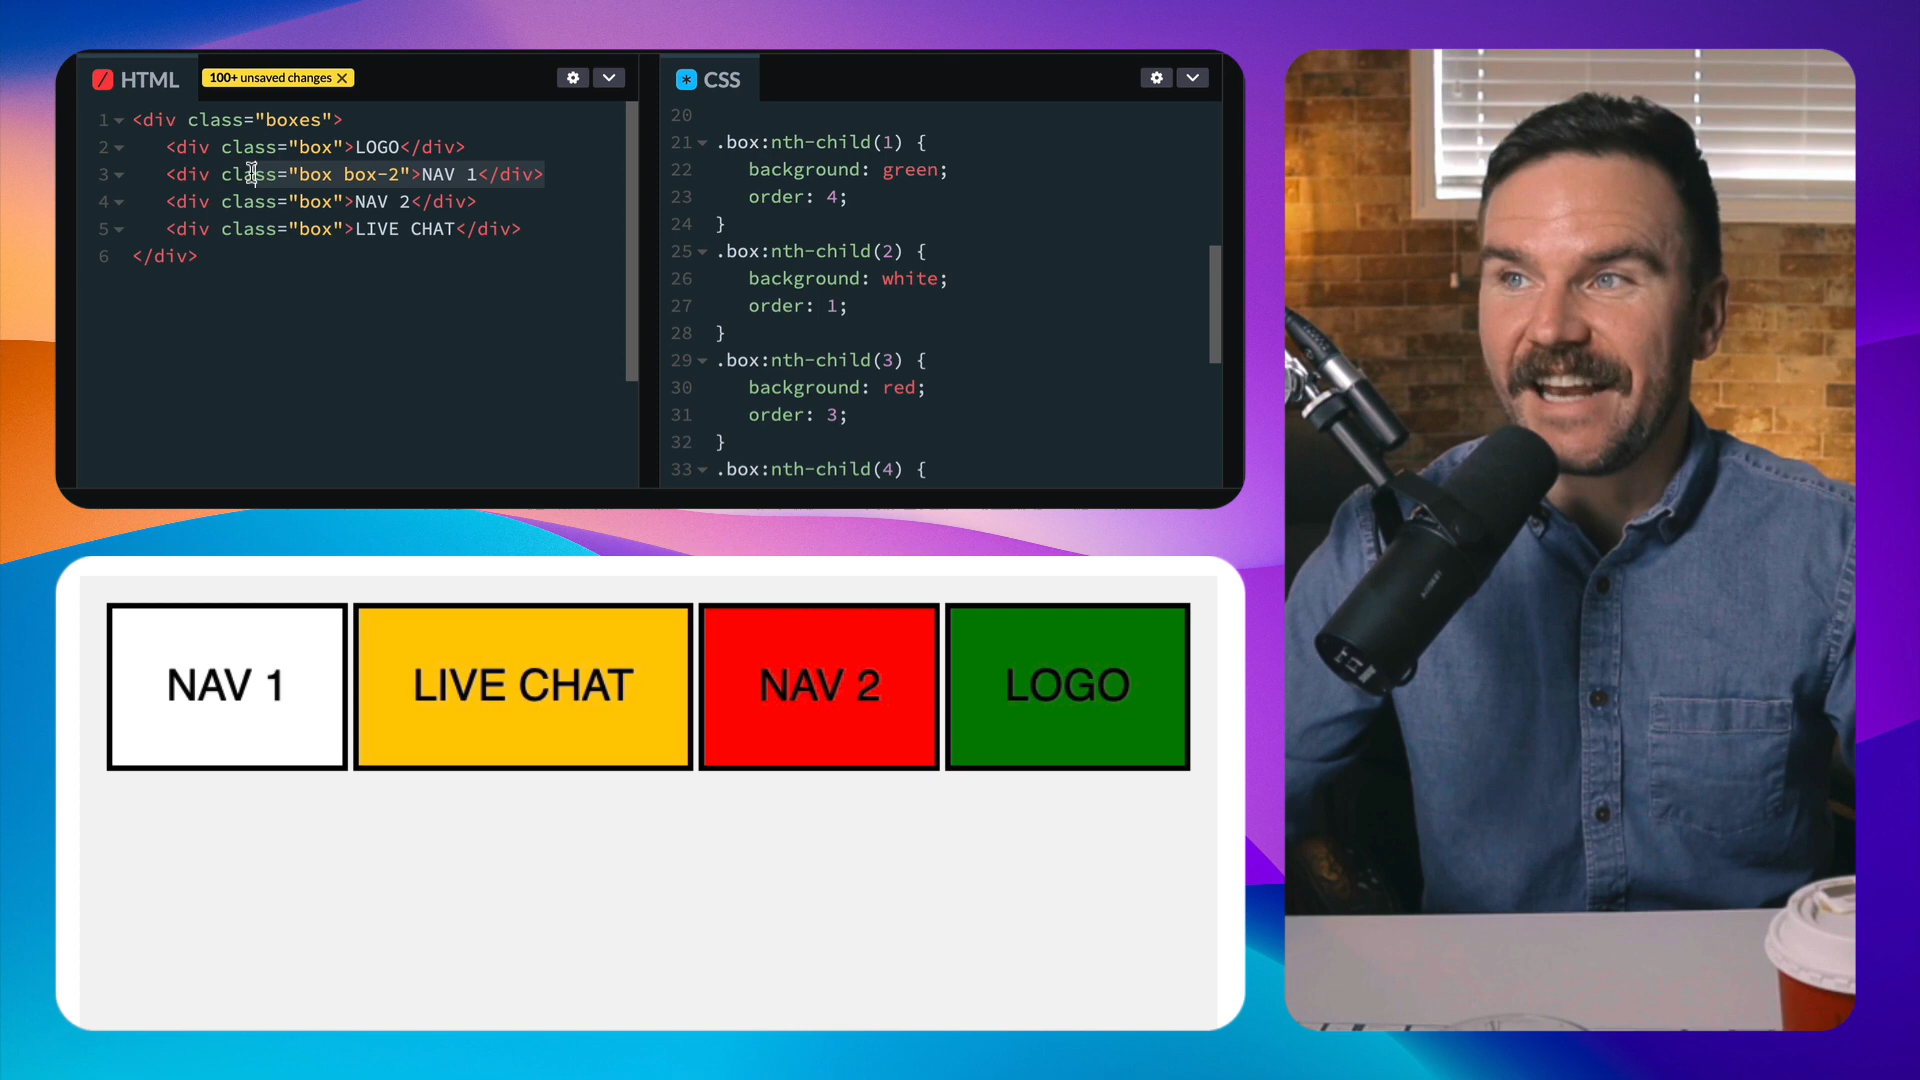 HTML
100+ unsaved changes X
1 <div class="boxes">
2 <div class="box">LOGO</div>
3 <div class="box box-2">NAV 1</div>
4 <div class="box">NAV 2</div>
5 <div class="box">LIVE CHAT</div>
6 </div>
* CSS
20
21 .box:nth-child(1) {
22 background: green;
23 order: 4;
24 }
25 .box:nth-child(2) {
26 background: white;
27 order: 1;
28 }
29 .box:nth-child(3) {
30 background: red;
31 order: 3;
32 }
33 .box:nth-child(4) {
NAV 1
LIVE CHAT
NAV 2
LOGO